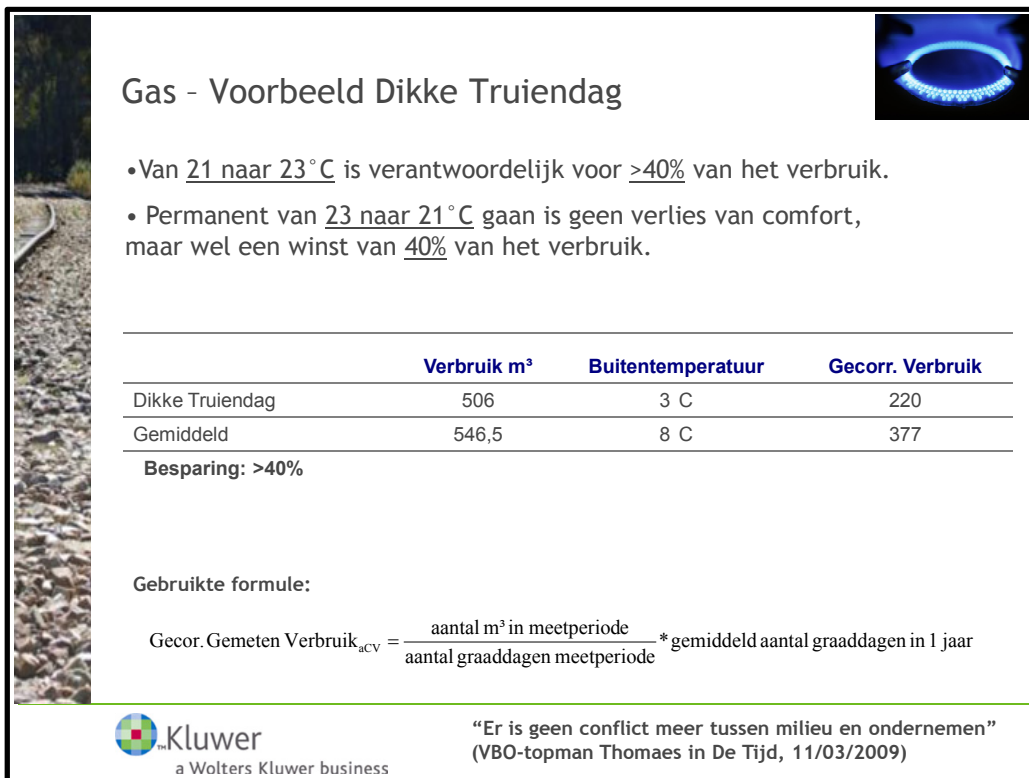 Gas – Voorbeeld Dikke Truiendag
•Van 21 naar 23°C is verantwoordelijk voor >40% van het verbruik.
• Permanent van 23 naar 21°C gaan is geen verlies van comfort,
maar wel een winst van 40% van het verbruik.
Verbruik m³ Buitentemperatuur Gecorr. Verbruik
Dikke Truiendag 506 3 C 220
Gemiddeld 546,5 8 C 377
Besparing: >40%
Gebruikte formule:
Gecor. Gemeten Verbruik_aCV = aantal m³ in meetperiode / aantal graaddagen meetperiode * gemiddeld aantal graaddagen in 1 jaar
Kluwer
a Wolters Kluwer business
“Er is geen conflict meer tussen milieu en ondernemen”
(VBO-topman Thomaes in De Tijd, 11/03/2009)